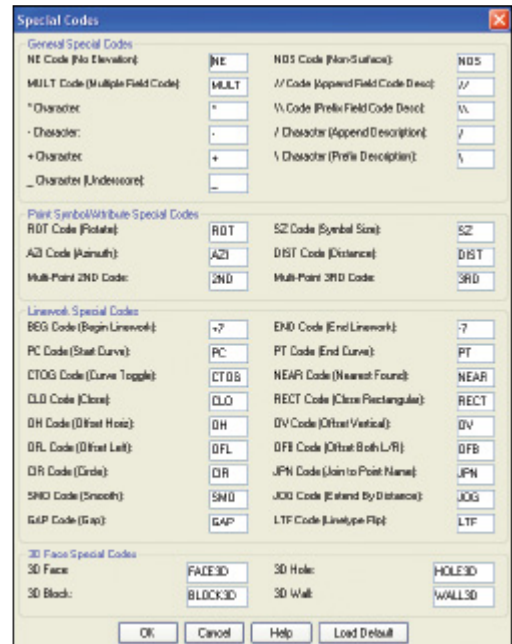 Special Codes
General Special Codes
NE Code (No Elevation): NE NOS Code (Non-Surface): NOS
MULT Code (Multiple Field Code): MULT // Code (Append Field Code Desc): //
* Character: * \\ Code (Prefix Field Code Desc): \\
- Character: - / Character (Append Description): /
+ Character: + \ Character (Prefix Description): \
_ Character (Underscore): _
Point Symbol/Attribute Special Codes
ROT Code (Rotate): ROT SZ Code (Symbol Size): SZ
AZI Code (Azimuth): AZI DIST Code (Distance): DIST
Multi-Point 2ND Code: 2ND Multi-Point 3RD Code: 3RD
Linework Special Codes
BEG Code (Begin Linework): +7 END Code (End Linework): -7
PC Code (Start Curve): PC PT Code (End Curve): PT
CTOG Code (Curve Toggle): CTOG NEAR Code (Nearest Found): NEAR
CLO Code (Close): CLO RECT Code (Close Rectangular): RECT
OH Code (Offset Horiz): OH OV Code (Offset Vertical): OV
OFL Code (Offset Left): OFL OFB Code (Offset Both L/R): OFB
CIR Code (Circle): CIR JPN Code (Join to Point Name): JPN
SMO Code (Smooth): SMO JOG Code (Extend By Distance): JOG
GAP Code (Gap): GAP LTF Code (Linetype Flip): LTF
3D Face Special Codes
3D Face: FACE3D 3D Hole: HOLE3D
3D Block: BLOCK3D 3D Wall: WALL3D
OK Cancel Help Load Default